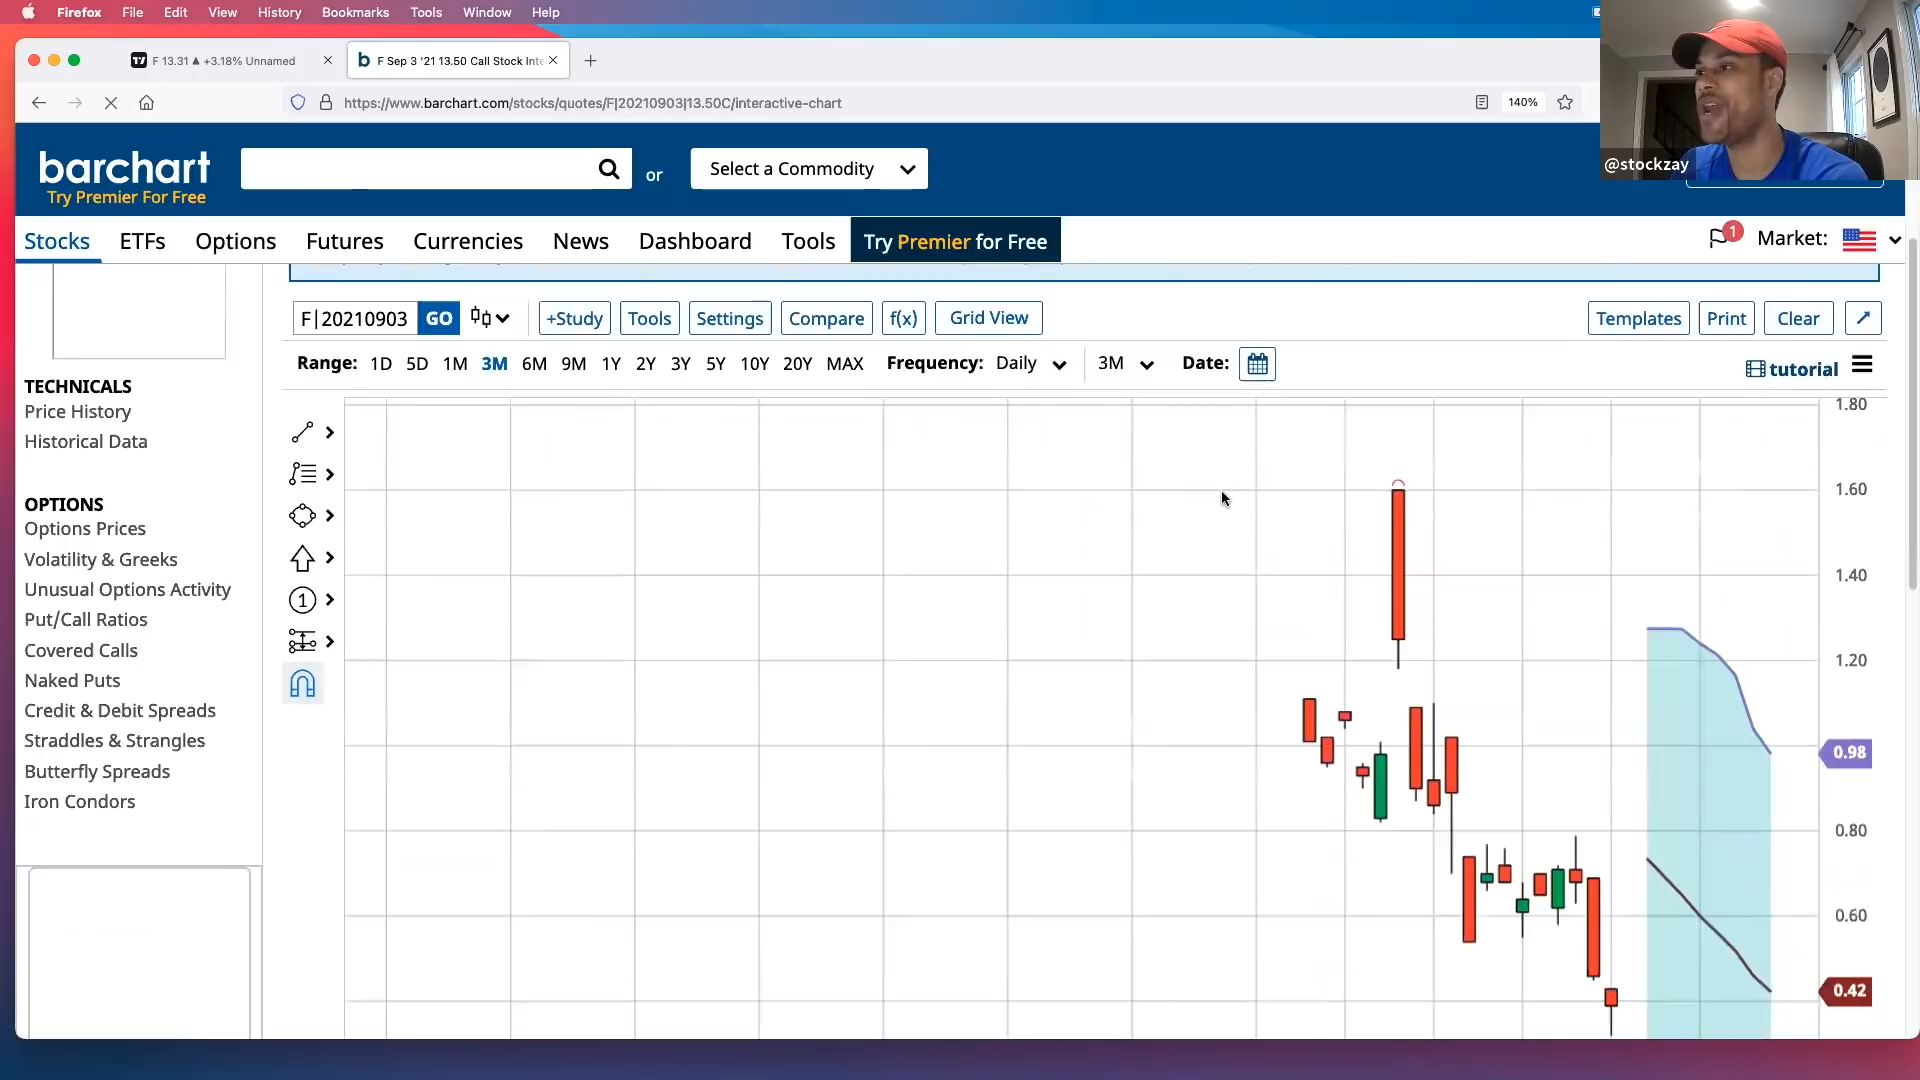 Firefox File Edit View History Bookmarks Tools Window Help
F 13.31 ▲ +3.18% Unnamed
F Sep 3 '21 13.50 Call Stock Inte
https://www.barchart.com/stocks/quotes/F|20210903|13.50C/interactive-chart
140%
@stockzay
barchart
Try Premier For Free
or
Select a Commodity
Stocks ETFs Options Futures Currencies News Dashboard Tools Try Premier for Free
1 Market:
F|20210903 GO +Study Tools Settings Compare f(x) Grid View Templates Print Clear
Range: 1D 5D 1M 3M 6M 9M 1Y 2Y 3Y 5Y 10Y 20Y MAX Frequency: Daily 3M Date: tutorial
TECHNICALS
Price History
Historical Data
OPTIONS
Options Prices
Volatility & Greeks
Unusual Options Activity
Put/Call Ratios
Covered Calls
Naked Puts
Credit & Debit Spreads
Straddles & Strangles
Butterfly Spreads
Iron Condors
1
1.80
1.60
1.40
1.20
0.98
0.80
0.60
0.42